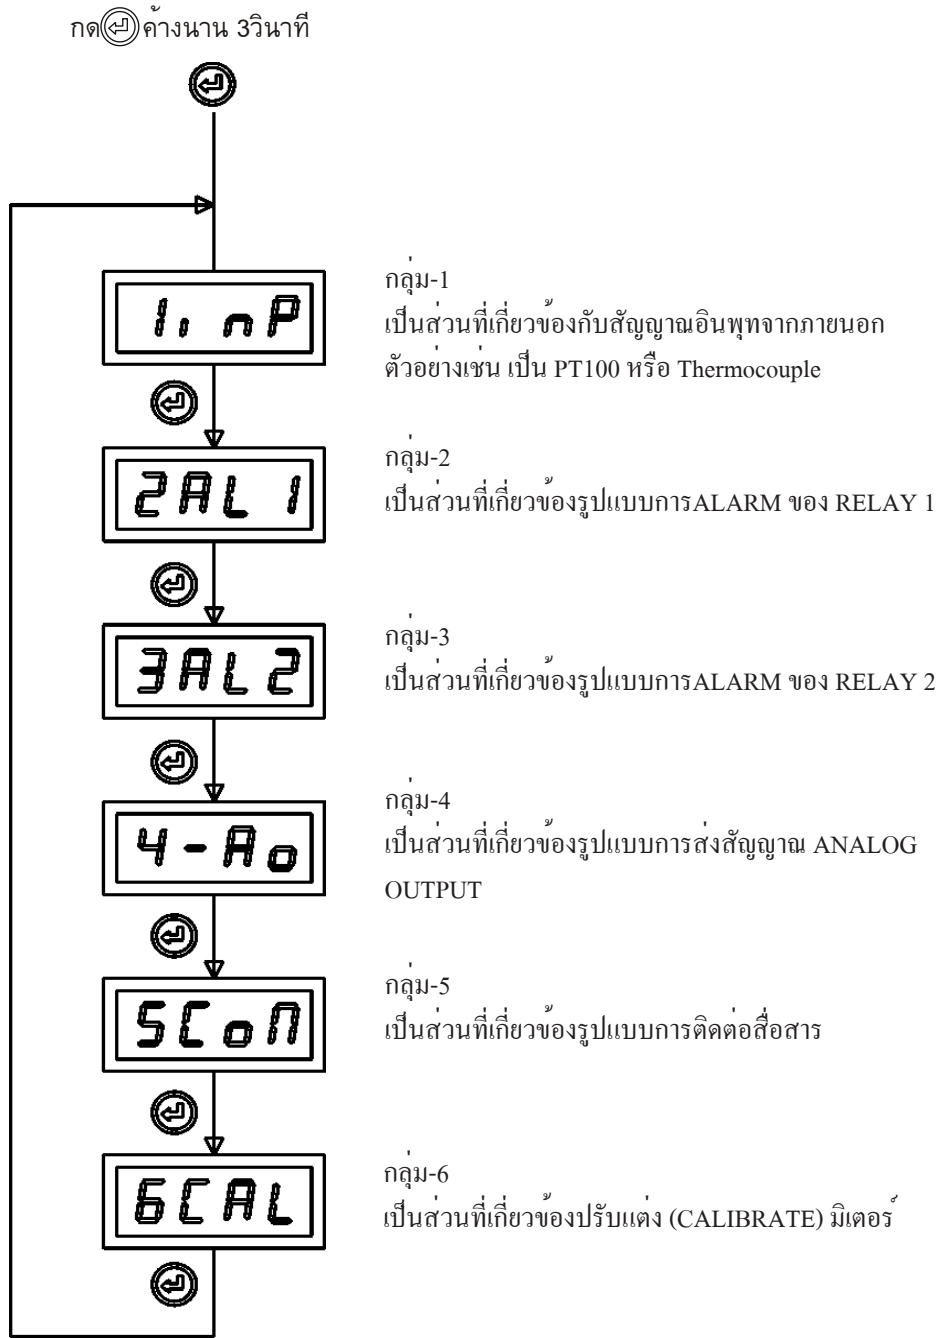 กด ค้างนาน 3วินาที
1inP
กลุ่ม-1
เป็นส่วนที่เกี่ยวข้องกับสัญญาณอินพุทจากภายนอก
ตัวอย่างเช่น เป็น PT100 หรือ Thermocouple
2AL1
กลุ่ม-2
เป็นส่วนที่เกี่ยวข้องรูปแบบการALARM ของ RELAY 1
3AL2
กลุ่ม-3
เป็นส่วนที่เกี่ยวข้องรูปแบบการALARM ของ RELAY 2
4-Ao
กลุ่ม-4
เป็นส่วนที่เกี่ยวข้องรูปแบบการส่งสัญญาณ ANALOG
OUTPUT
5CoM
กลุ่ม-5
เป็นส่วนที่เกี่ยวข้องรูปแบบการติดต่อสื่อสาร
6CAL
กลุ่ม-6
เป็นส่วนที่เกี่ยวข้องปรับแต่ง (CALIBRATE) มิเตอร์